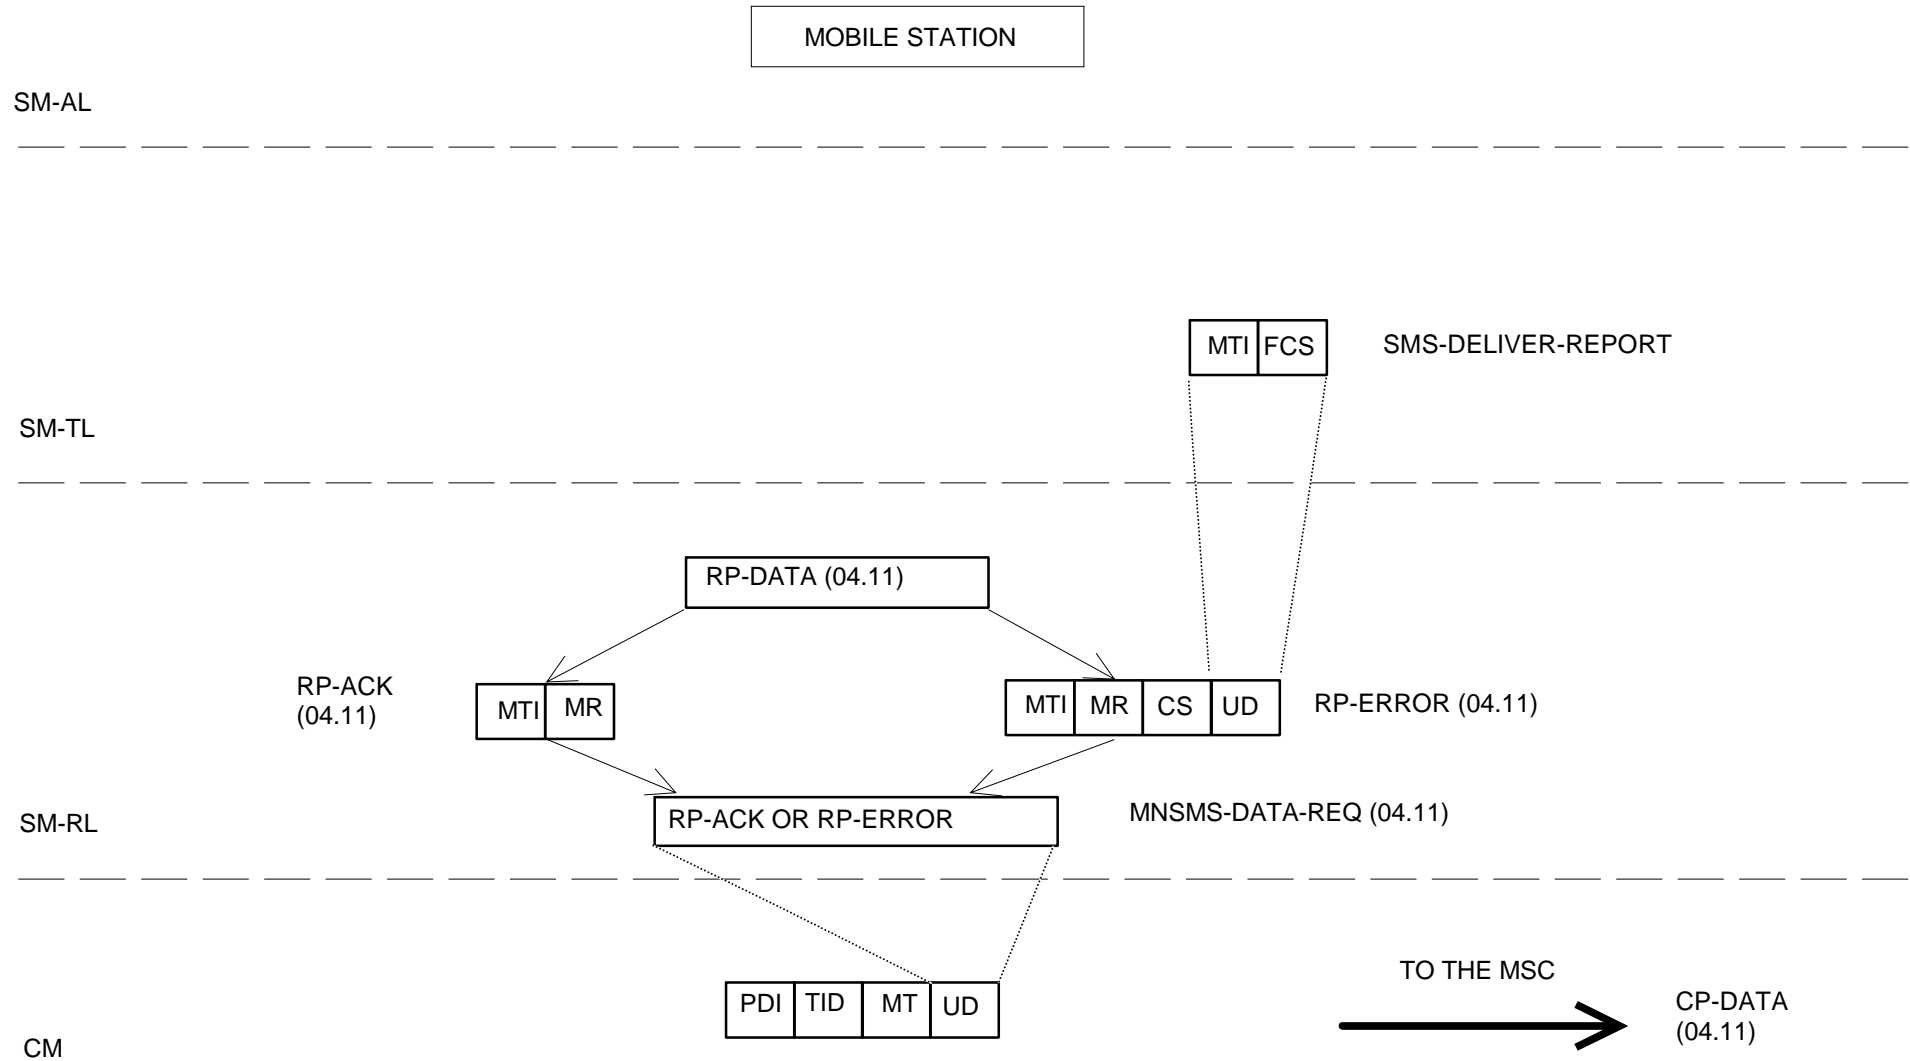 MOBILE STATION
SM-AL
MTI FCS SMS-DELIVER-REPORT
SM-TL
RP-DATA (04.11)
RP-ACK
(04.11)
MTI MR
MTI MR CS UD RP-ERROR (04.11)
RP-ACK OR RP-ERROR MNSMS-DATA-REQ (04.11)
SM-RL
TO THE MSC
PDI TID MT UD
CP-DATA
(04.11)
CM